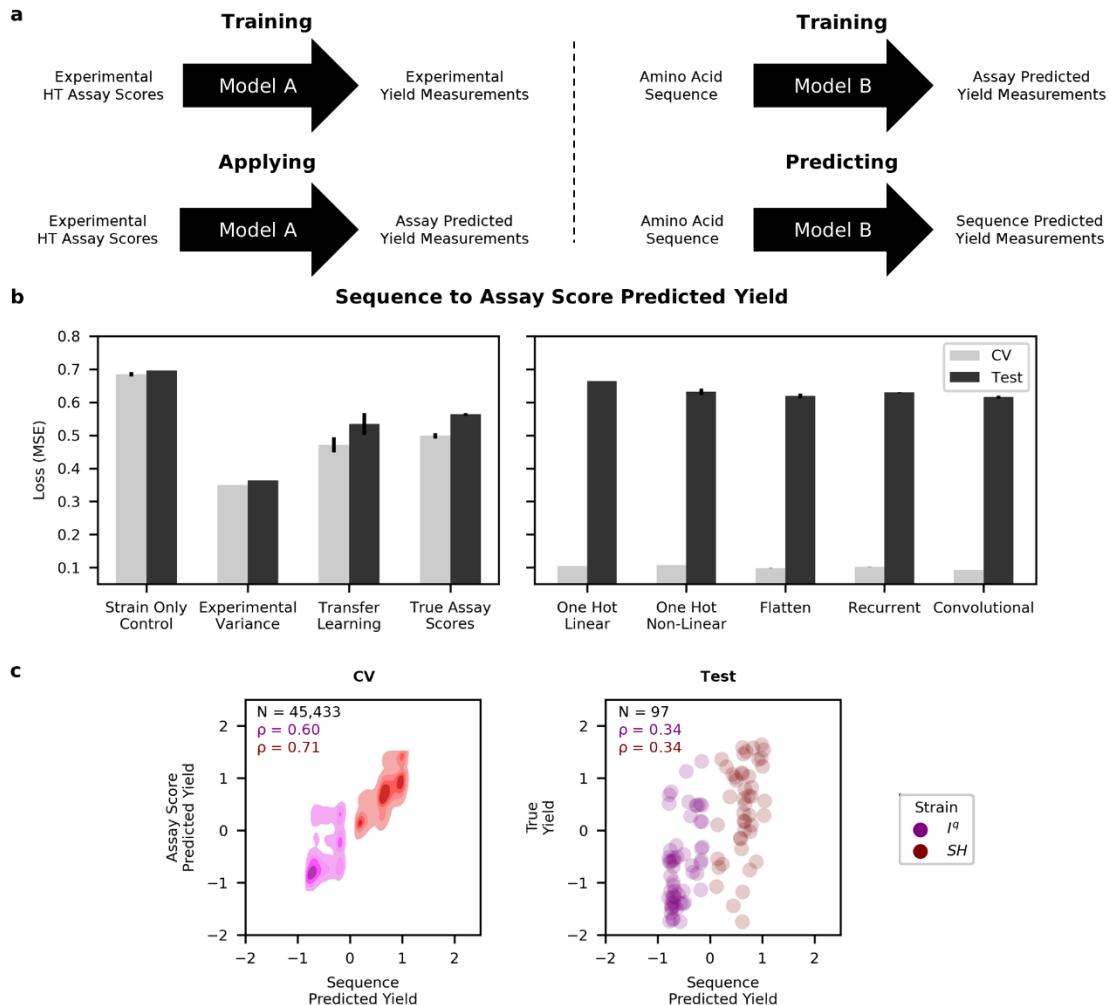 a
Training
Experimental
HT Assay Scores
Model A
Experimental
Yield Measurements
Applying
Experimental
HT Assay Scores
Model A
Assay Predicted
Yield Measurements
Training
Amino Acid
Sequence
Model B
Assay Predicted
Yield Measurements
Predicting
Amino Acid
Sequence
Model B
Sequence Predicted
Yield Measurements
b
Sequence to Assay Score Predicted Yield
Loss (MSE)
0.8
0.7
0.6
0.5
0.4
0.3
0.2
0.1
Strain Only
Control
Experimental
Variance
Transfer
Learning
True Assay
Scores
CV
Test
One Hot
Linear
One Hot
Non-Linear
Flatten
Recurrent
Convolutional
c
CV
N = 45,433
ρ = 0.60
ρ = 0.71
Assay Score
Predicted Yield
2
1
0
−1
−2
−2
−1
0
1
2
Sequence
Predicted Yield
Test
N = 97
ρ = 0.34
ρ = 0.34
True
Yield
2
1
0
−1
−2
−2
−1
0
1
2
Sequence
Predicted Yield
Strain
I^q
SH